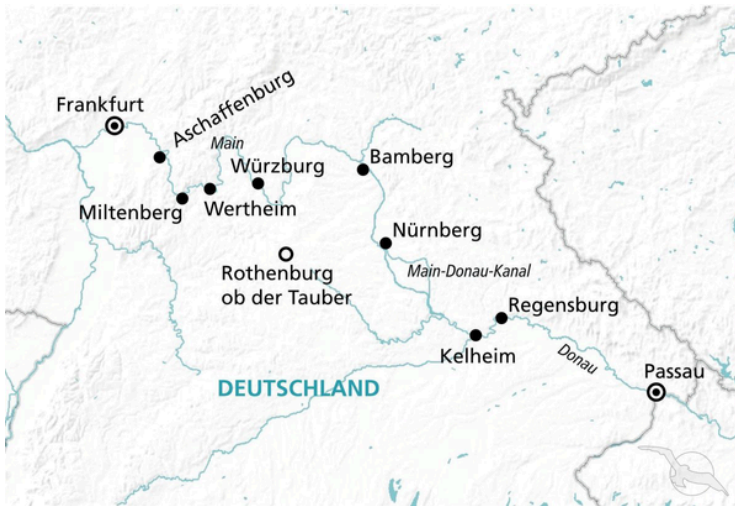 Frankfurt
Aschaffenburg
Main
Würzburg
Bamberg
Miltenberg
Wertheim
Nürnberg
Rothenburg
ob der Tauber
Main-Donau-Kanal
Regensburg
Kelheim
Donau
Passau
DEUTSCHLAND